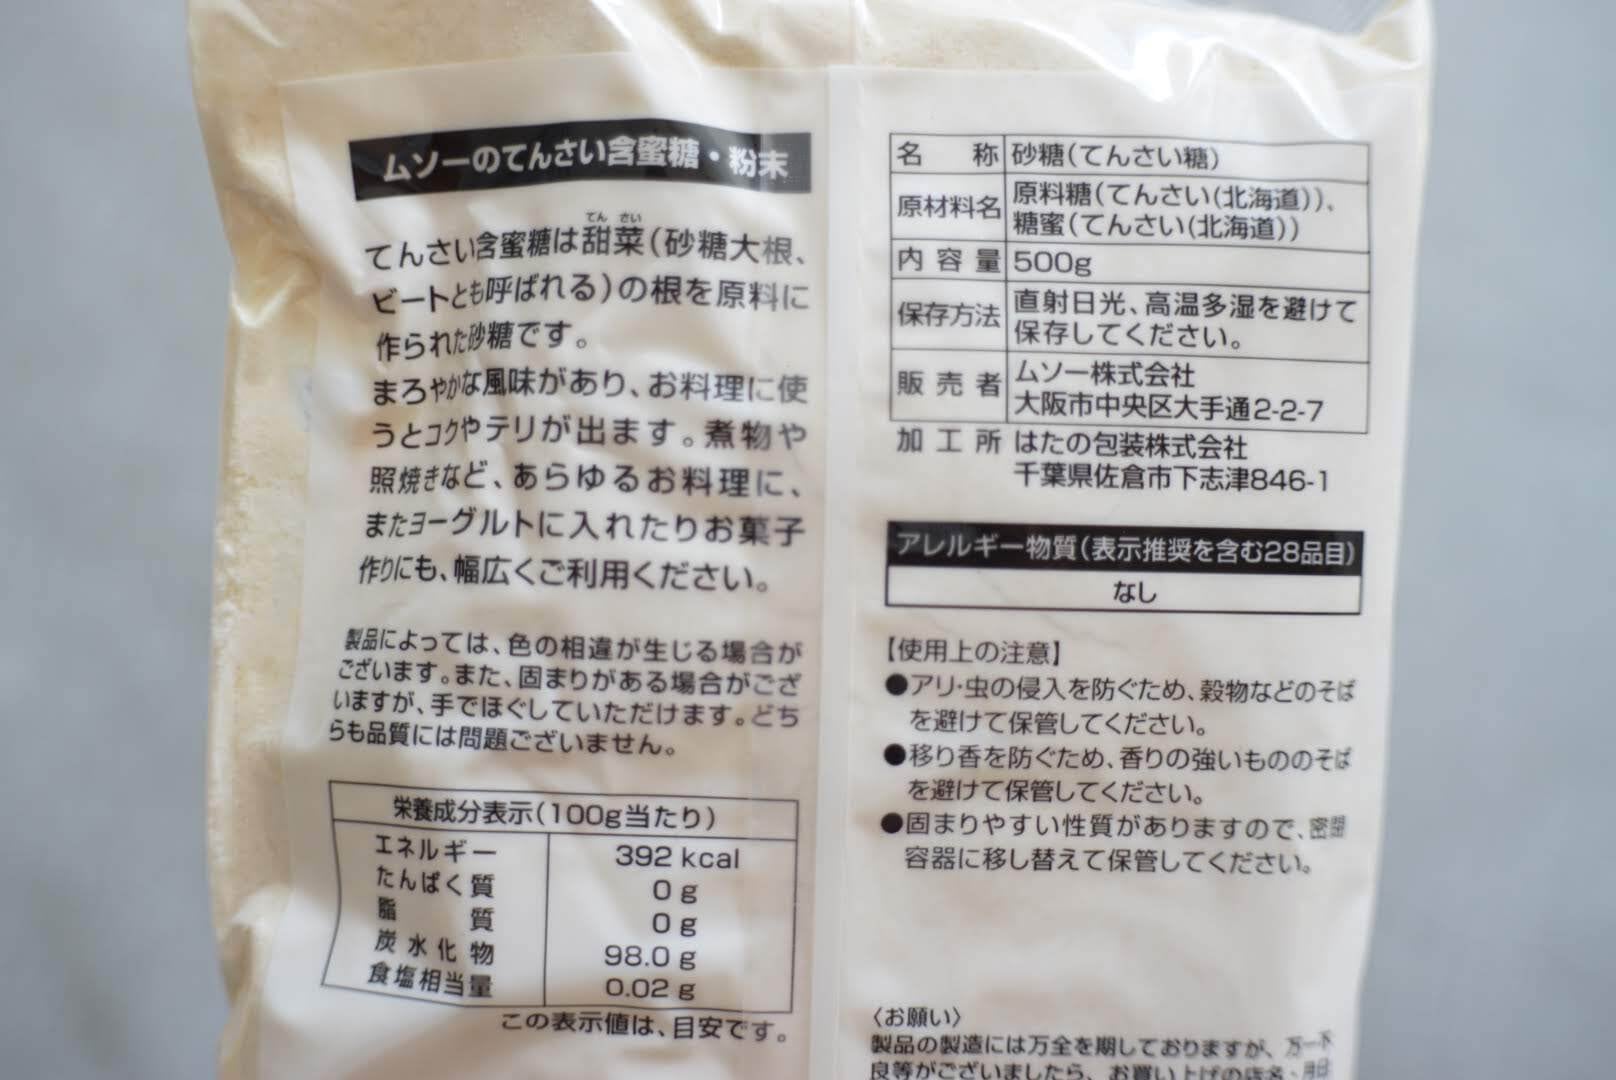 ムソーのてんさい含蜜糖・粉末
てん さい
てんさい含蜜糖は甜菜(砂糖大根、
ビートとも呼ばれる)の根を原料に
作られた砂糖です。
まろやかな風味があり、お料理に使
うとコクやテリが出ます。煮物や
照焼きなど、あらゆるお料理に、
またヨーグルトに入れたりお菓子
作りにも、幅広くご利用ください。
製品によっては、色の相違が生じる場合が
ございます。また、固まりがある場合がござ
いますが、手でほぐしていただけます。どち
らも品質には問題ございません。
栄養成分表示(100g当たり)
エネルギー 392 kcal
たんぱく質 0 g
脂質 0 g
炭水化物 98.0 g
食塩相当量 0.02 g
この表示値は、目安です。
名称 砂糖(てんさい糖)
原材料名 原料糖(てんさい(北海道))、
糖蜜(てんさい(北海道))
内容量 500g
保存方法 直射日光、高温多湿を避けて
保存してください。
販売者 ムソー株式会社
大阪市中央区大手通2-2-7
加工所 はたの包装株式会社
千葉県佐倉市下志津846-1
アレルギー物質(表示推奨を含む28品目)
なし
【使用上の注意】
●アリ・虫の侵入を防ぐため、穀物などのそば
を避けて保管してください。
●移り香を防ぐため、香りの強いもののそば
を避けて保管してください。
●固まりやすい性質がありますので、密閉
容器に移し替えて保管してください。
〈お願い〉
製品の製造には万全を期しておりますが、万一不
良等がございましたら、お買い上げの店名・月日